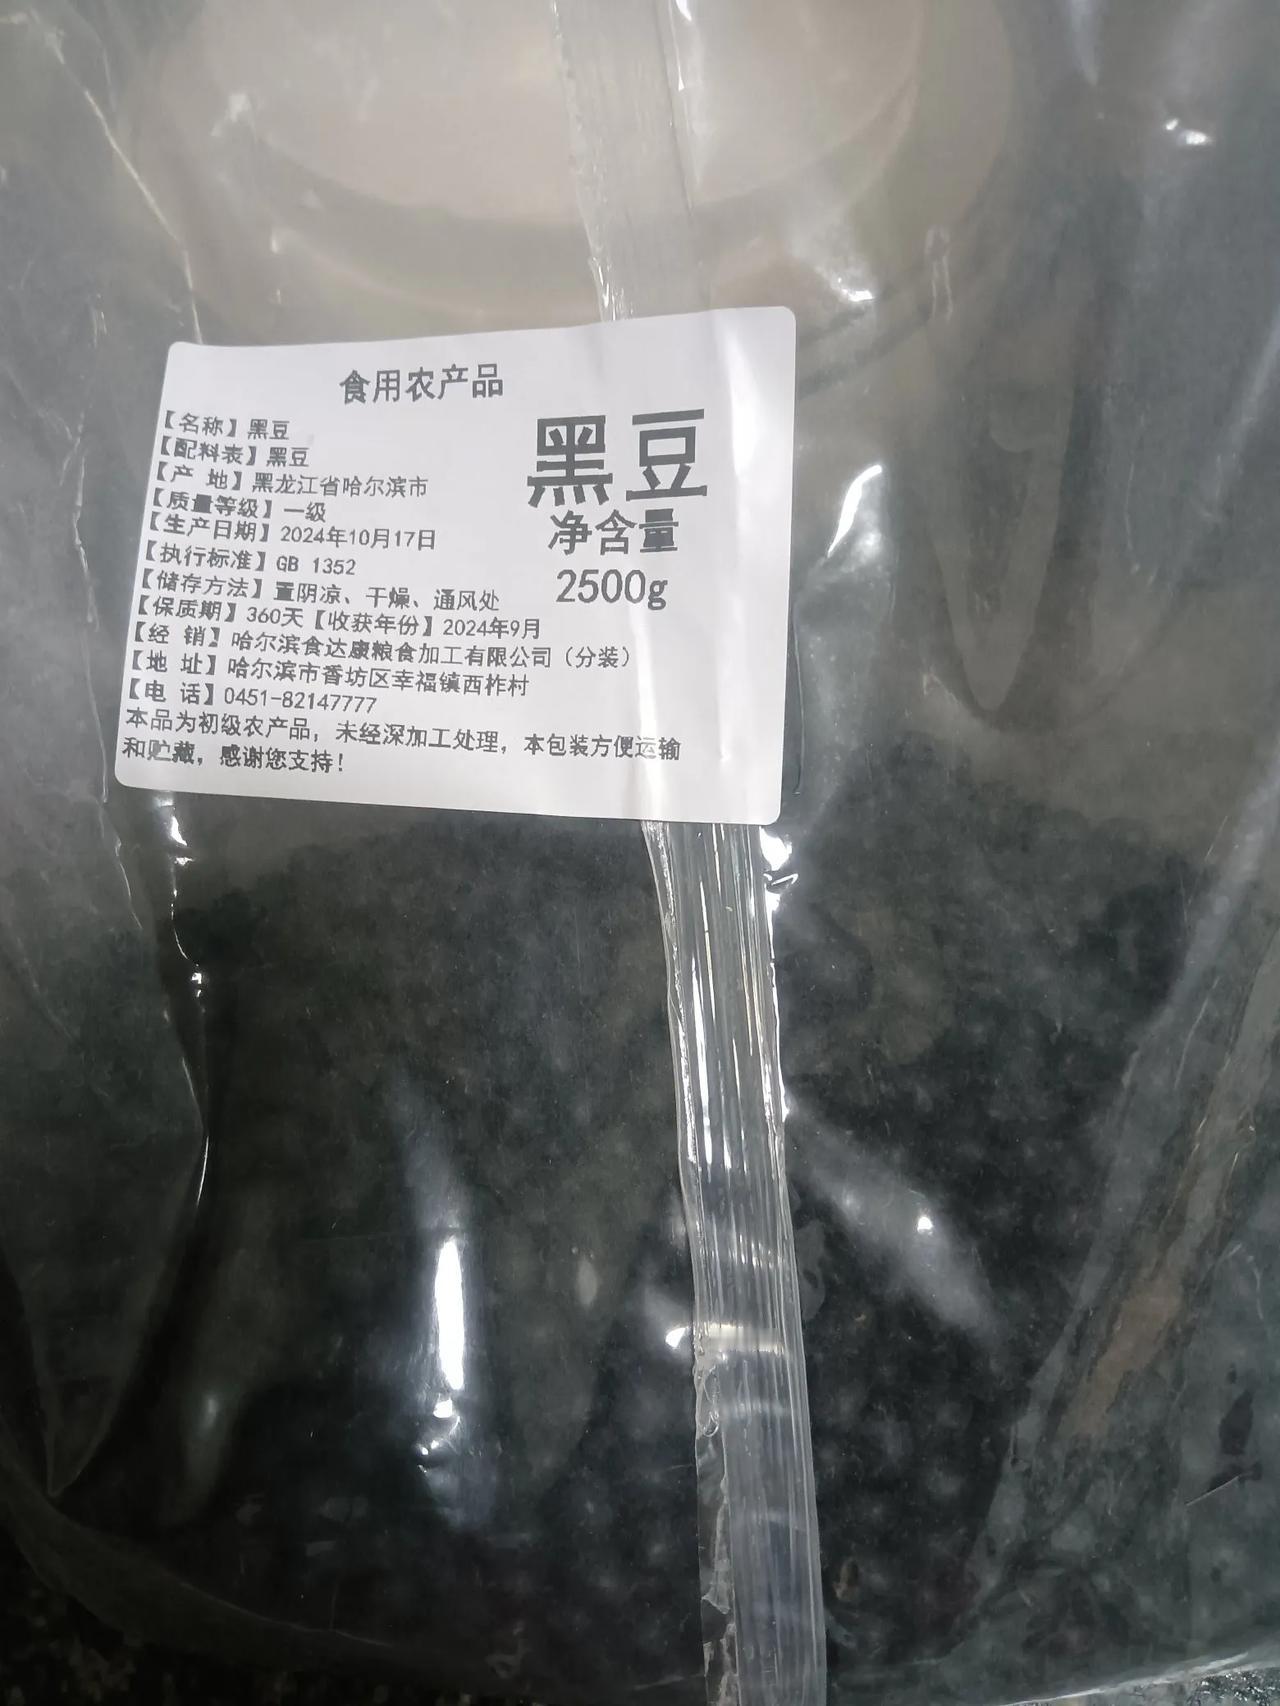 食用农产品
【名称】黑豆
【配料表】黑豆
【产 地】黑龙江省哈尔滨市
【质量等级】一级
【生产日期】2024年10月17日
【执行标准】GB 1352
【储存方法】置阴凉、干燥、通风处
【保质期】360天【收获年份】2024年9月
【经 销】哈尔滨食达康粮食加工有限公司（分装）
【地 址】哈尔滨市香坊区幸福镇西柞村
【电 话】0451-82147777
本品为初级农产品，未经深加工处理，本包装方便运输
和贮藏，感谢您支持！
黑豆
净含量
2500g